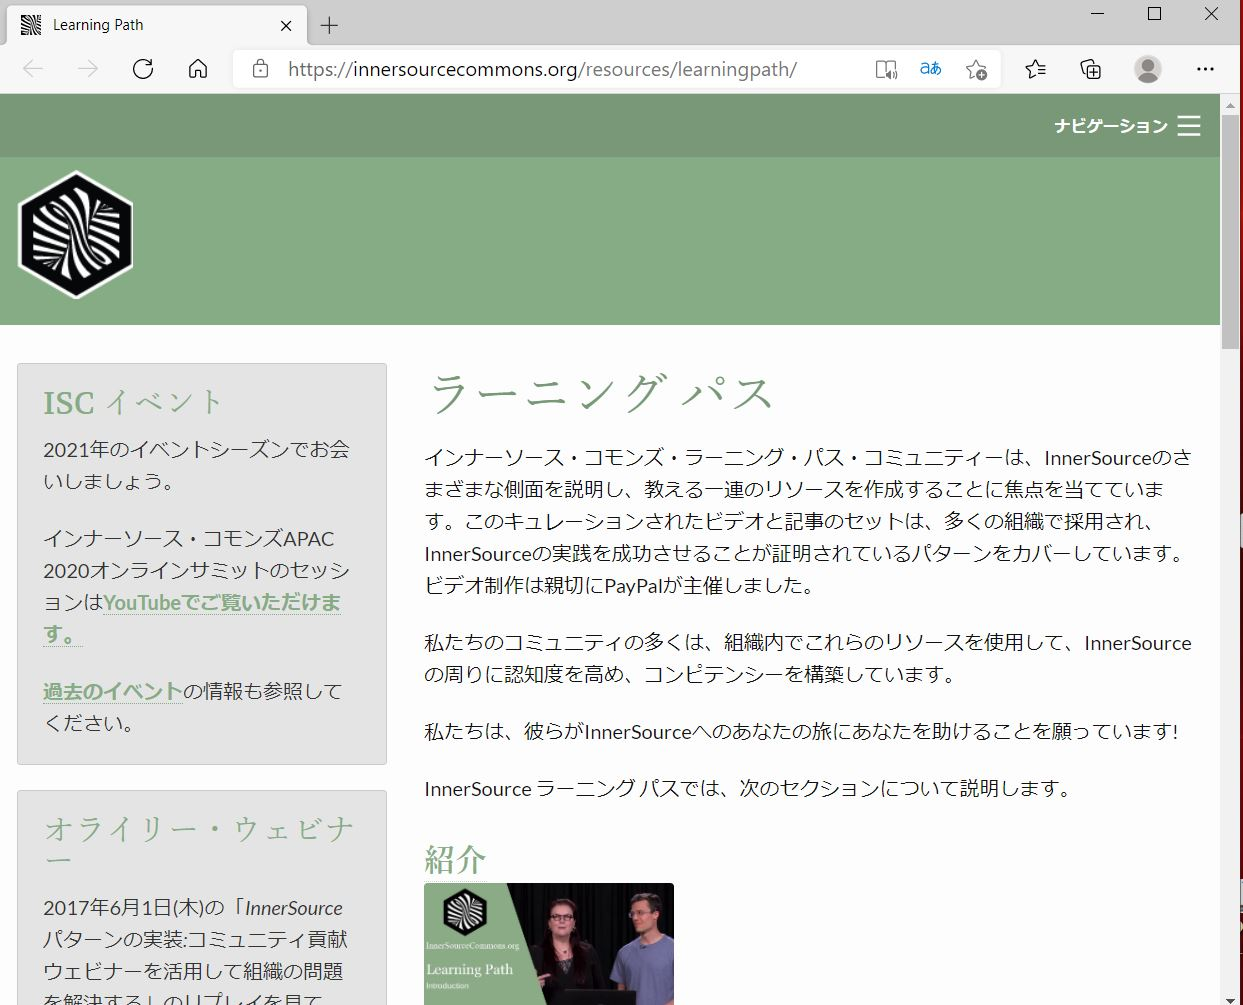 Learning Path
https://innersourcecommons.org/resources/learningpath/
aあ
ナビゲーション
ISC イベント
2021年のイベントシーズンでお会
いしましょう。
インナーソース・コモンズAPAC
2020オンラインサミットのセッシ
ョンはYouTubeでご覧いただけま
す。
過去のイベントの情報も参照して
ください。
オライリー・ウェビナ
ー
2017年6月1日(木)の「InnerSource
パターンの実装:コミュニティ貢献
ウェビナーを活用して組織の問題
を解決する」のリプレイを見て
ラーニング パス
インナーソース・コモンズ・ラーニング・パス・コミュニティーは、InnerSourceのさ
まざまな側面を説明し、教える一連のリソースを作成することに焦点を当てていま
す。このキュレーションされたビデオと記事のセットは、多くの組織で採用され、
InnerSourceの実践を成功させることが証明されているパターンをカバーしています。
ビデオ制作は親切にPayPalが主催しました。
私たちのコミュニティの多くは、組織内でこれらのリソースを使用して、InnerSource
の周りに認知度を高め、コンピテンシーを構築しています。
私たちは、彼らがInnerSourceへのあなたの旅にあなたを助けることを願っています!
InnerSource ラーニング パスでは、次のセクションについて説明します。
紹介
InnerSourceCommons.org
Learning Path
Introduction